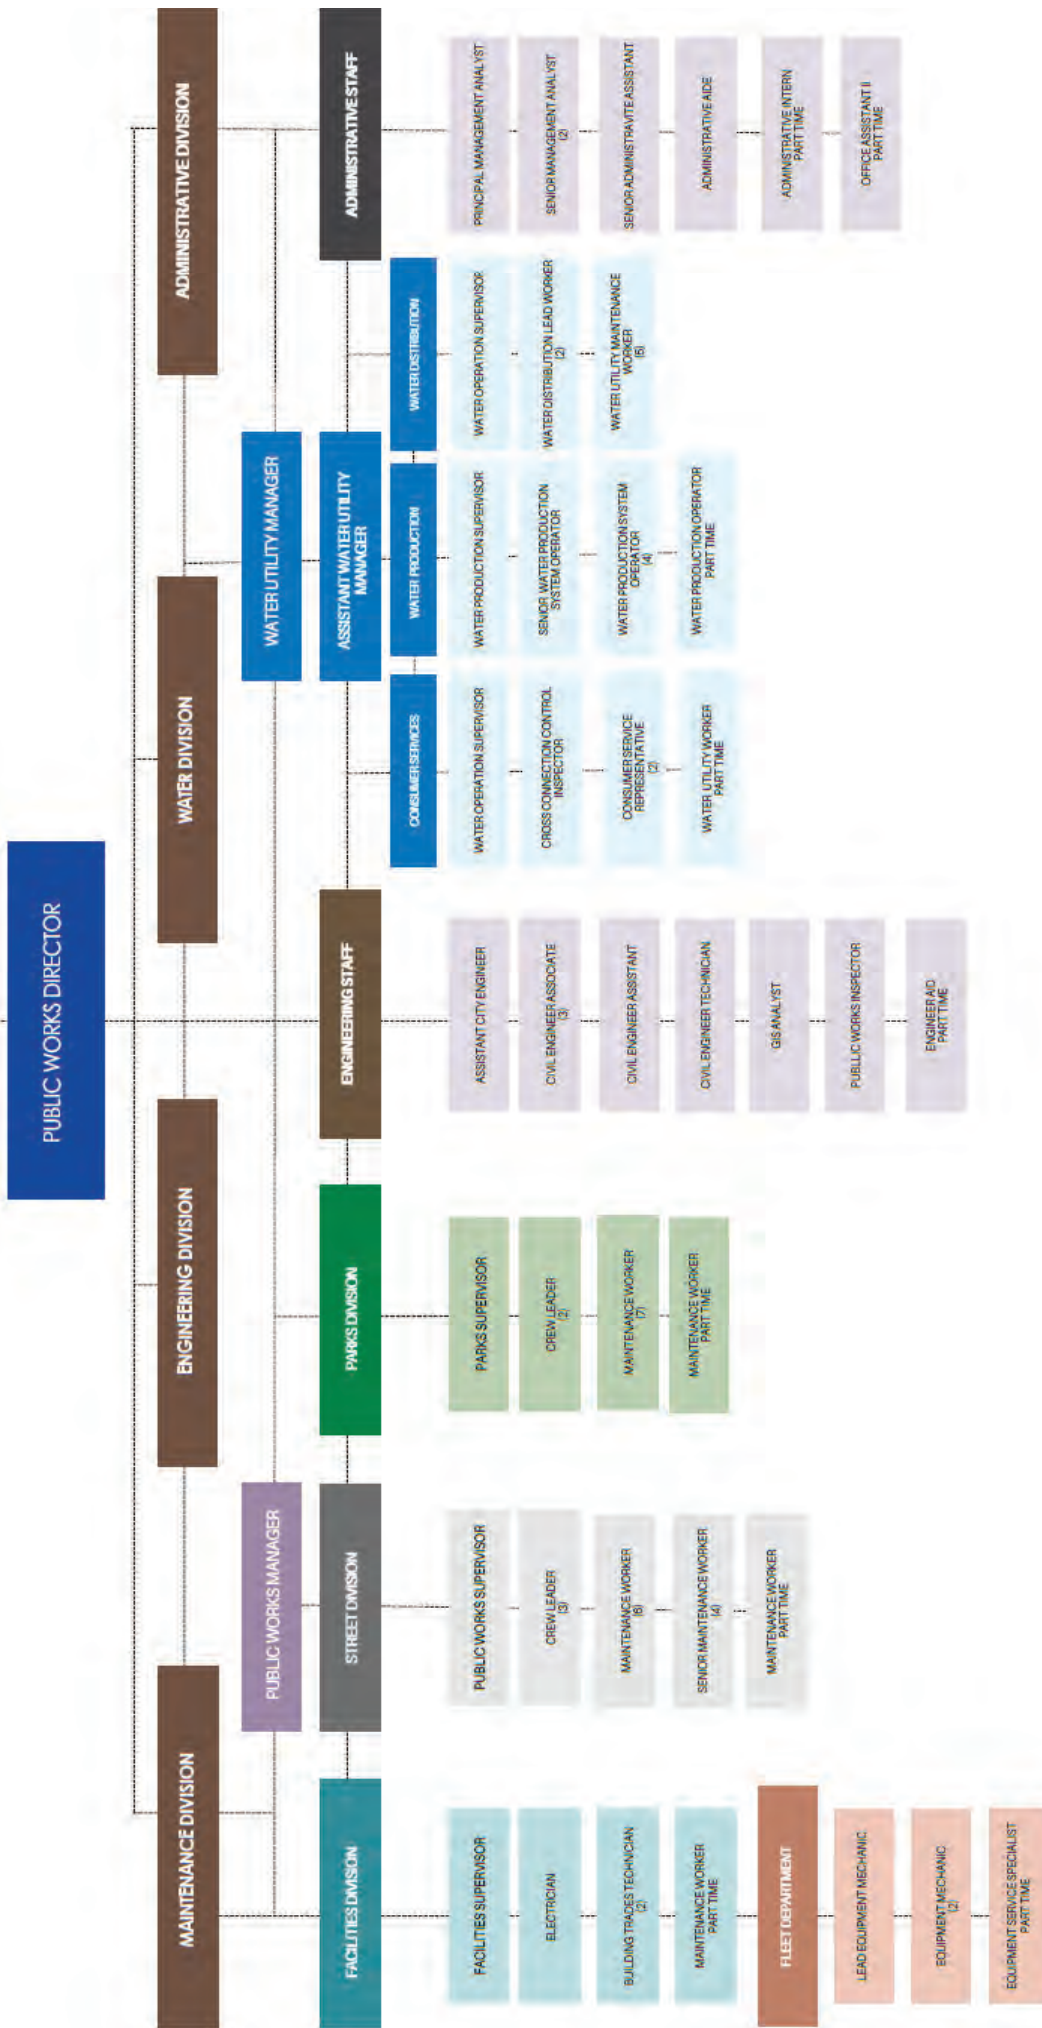 PUBLIC WORKS DIRECTOR
MAINTENANCE DIVISION
ENGINEERING DIVISION
WATER DIVISION
ADMINISTRATIVE DIVISION
PUBLIC WORKS MANAGER
WATER UTILITY MANAGER
FACILITIES DIVISION
STREET DIVISION
PARKS DIVISION
ENGINEERING STAFF
ASSISTANT WATER UTILITY
MANAGER
ADMINISTRATIVE STAFF
CONSUMER SERVICES
WATER PRODUCTION
WATER DISTRIBUTION
FACILITIES SUPERVISOR
ELECTRICIAN
BUILDING TRADES TECHNICIAN
(2)
MAINTENANCE WORKER
PART TIME
FLEET DEPARTMENT
LEAD EQUIPMENT MECHANIC
EQUIPMENT MECHANIC
(2)
EQUIPMENT SERVICE SPECIALIST
PART TIME
PUBLIC WORKS SUPERVISOR
CREW LEADER
(3)
MAINTENANCE WORKER
(6)
SENIOR MAINTENANCE WORKER
(4)
MAINTENANCE WORKER
PART TIME
PARKS SUPERVISOR
CREW LEADER
(2)
MAINTENANCE WORKER
(7)
MAINTENANCE WORKER
PART TIME
ASSISTANT CITY ENGINEER
CIVIL ENGINEER ASSOCIATE
(3)
CIVIL ENGINEER ASSISTANT
CIVIL ENGINEER TECHNICIAN
GIS ANALYST
PUBLLIC WORKS INSPECTOR
ENGINEER AID
PART TIME
WATER OPERATION SUPERVISOR
CROSS CONNECTION CONTROL
INSPECTOR
CONSUMER SERVICE
REPRESENTATIVE
(2)
WATER UTILITY WORKER
PART TIME
WATER PRODUCTION SUPERVISOR
SENIOR WATER PRODUCTION
SYSTEM OPERATOR
WATER PRODUCTION SYSTEM
OPERATOR
(4)
WATER PRODUCTION OPERATOR
PART TIME
WATER OPERATION SUPERVISOR
WATER DISTRIBUTION LEAD WORKER
(2)
WATER UTILITY MAINTENANCE
WORKER
(5)
PRINCIPAL MANAGEMENT ANALYST
SENIOR MANAGEMENT ANALYST
(2)
SENIOR ADMINISTRAVITE ASSISTANT
ADMINISTRATIVE AIDE
ADMINISTRATIVE INTERN
PART TIME
OFFICE ASSISTANT II
PART TIME